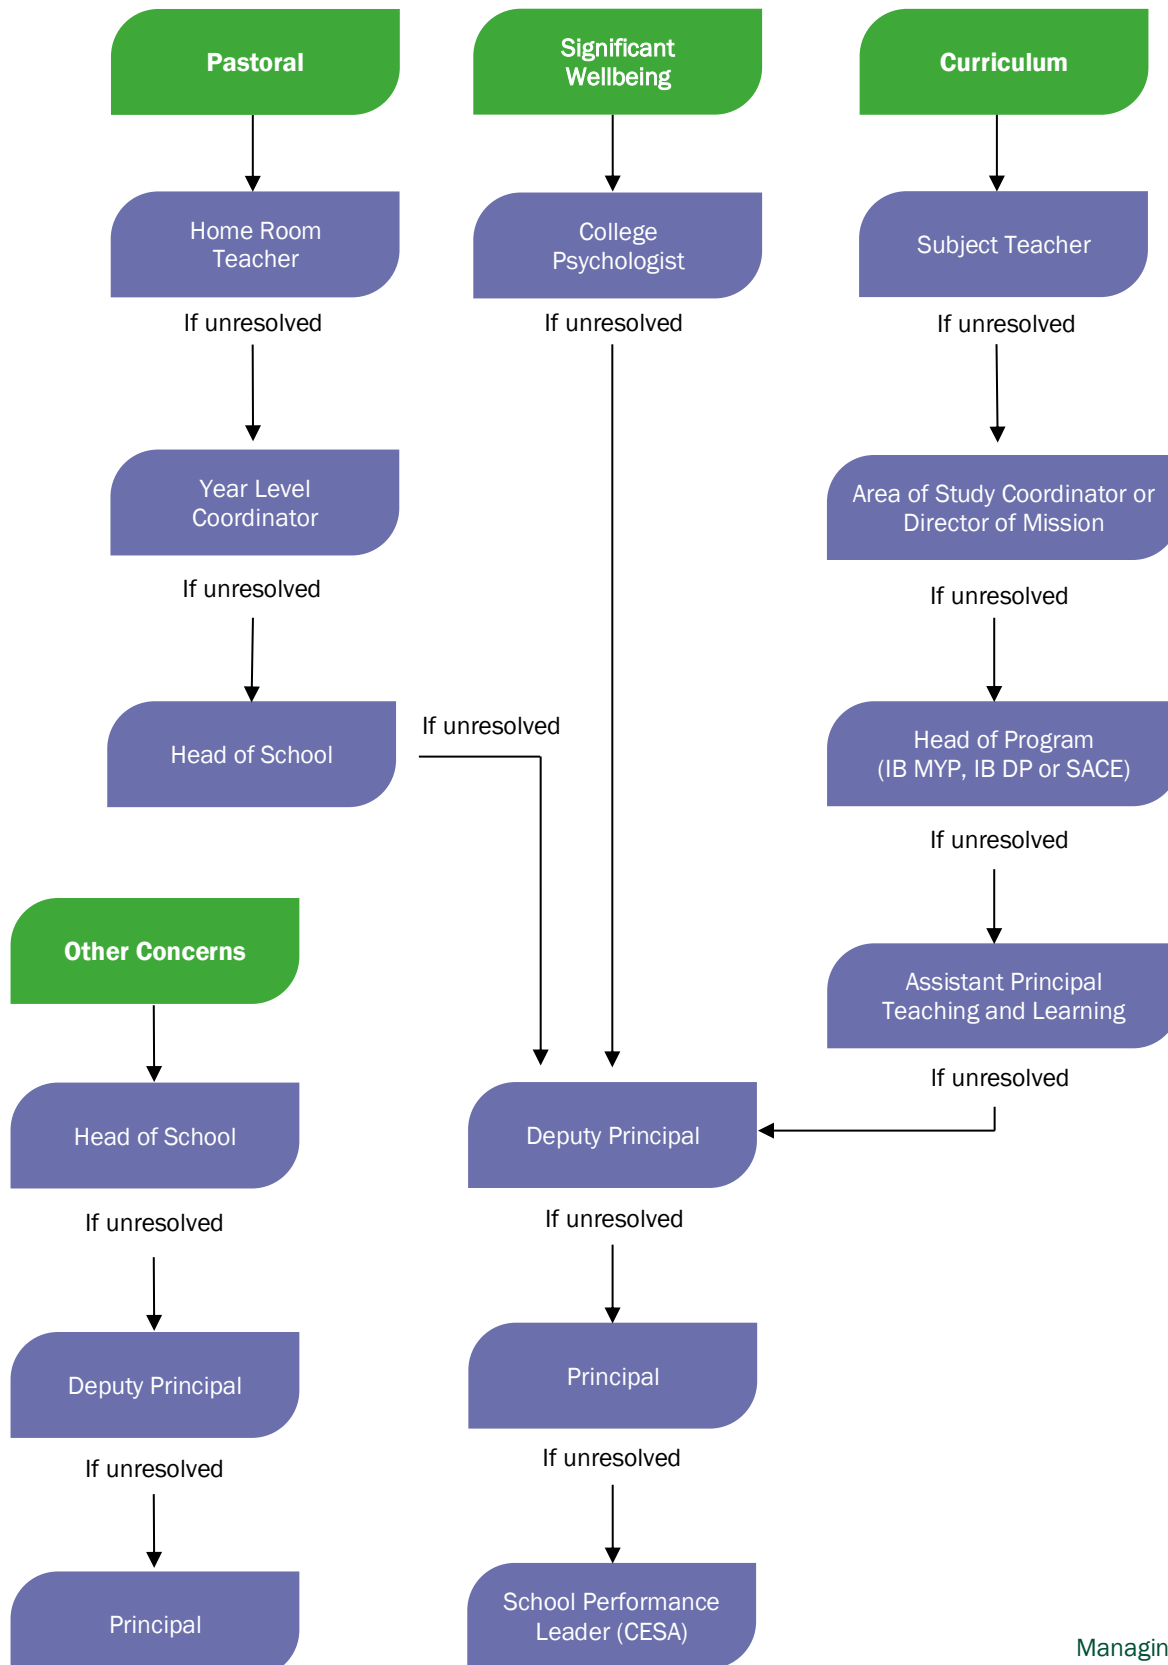 Pastoral
Significant
Wellbeing
Curriculum
Home Room
Teacher
College
Psychologist
Subject Teacher
If unresolved
If unresolved
If unresolved
Year Level
Coordinator
Area of Study Coordinator or
Director of Mission
If unresolved
If unresolved
Head of School
If unresolved
Head of Program
(IB MYP, IB DP or SACE)
If unresolved
Other Concerns
Assistant Principal
Teaching and Learning
If unresolved
Head of School
Deputy Principal
If unresolved
If unresolved
Deputy Principal
Principal
If unresolved
If unresolved
Principal
School Performance
Leader (CESA)
Managin